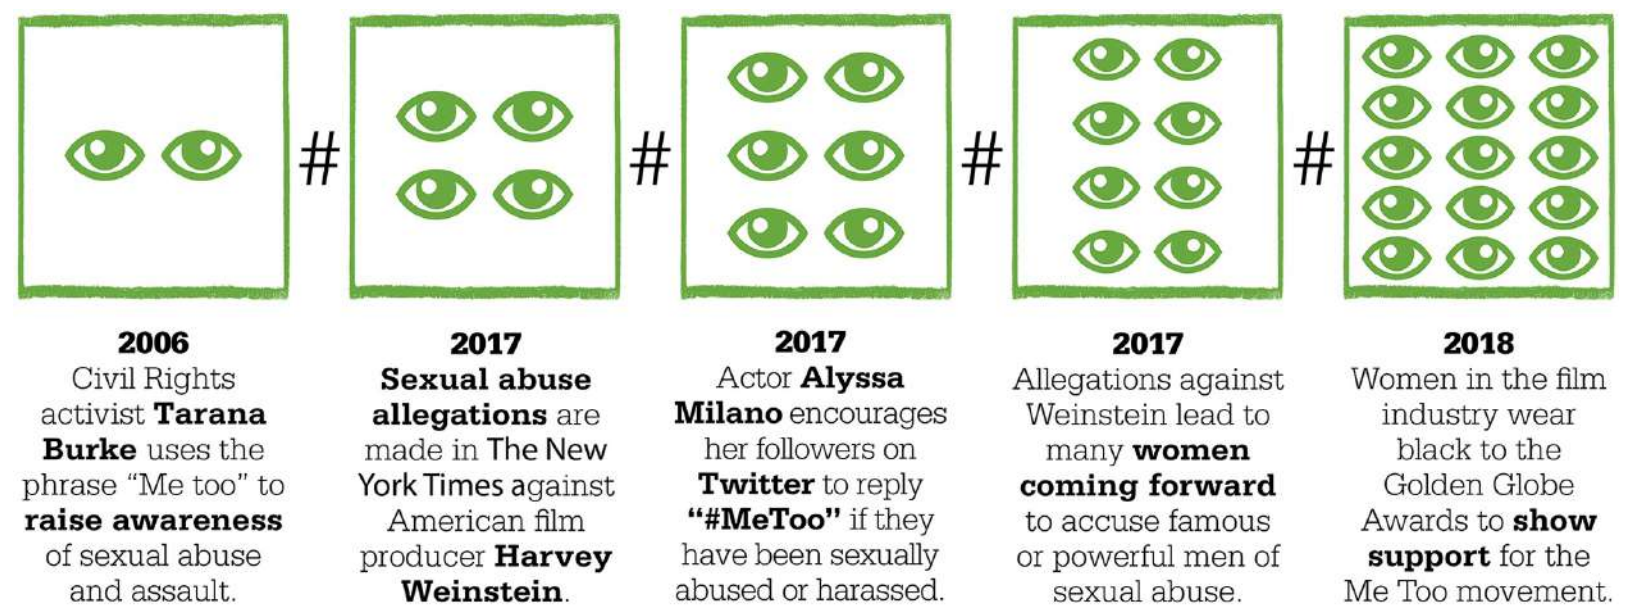 # # # #
2006
Civil Rights
activist Tarana
Burke uses the
phrase “Me too” to
raise awareness
of sexual abuse
and assault.
2017
Sexual abuse
allegations are
made in The New
York Times against
American film
producer Harvey
Weinstein.
2017
Actor Alyssa
Milano encourages
her followers on
Twitter to reply
“#MeToo” if they
have been sexually
abused or harassed.
2017
Allegations against
Weinstein lead to
many women
coming forward
to accuse famous
or powerful men of
sexual abuse.
2018
Women in the film
industry wear
black to the
Golden Globe
Awards to show
support for the
Me Too movement.